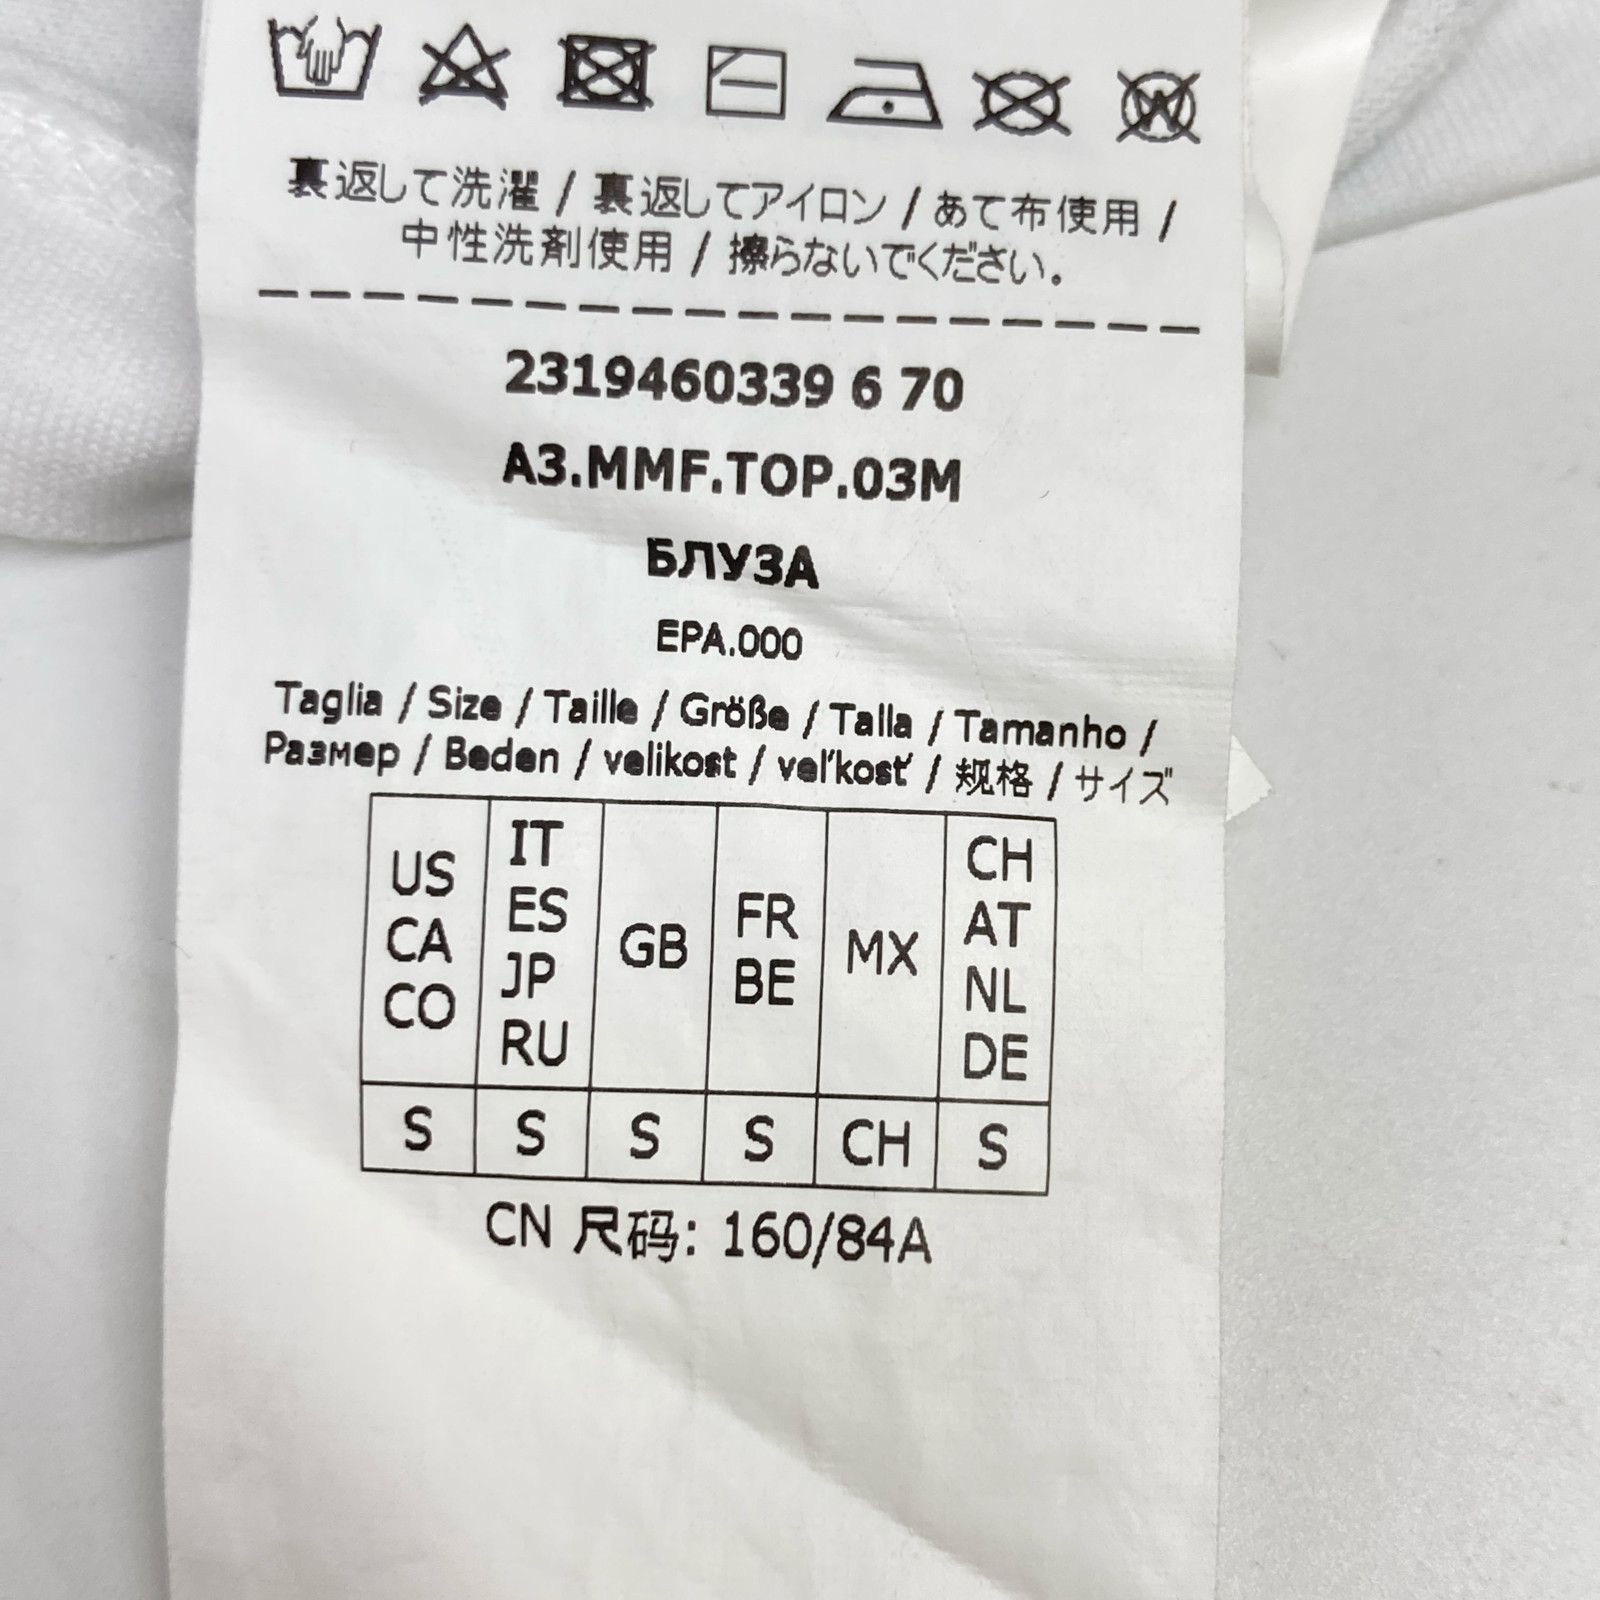 裏返して洗濯 / 裏返してアイロン / あて布使用 /
中性洗剤使用 / 擦らないでください。
2319460339 6 70
A3.MMF.TOP.03M
БЛУЗА
EPA.000
Taglia / Size / Taille / Größe / Talla / Tamanho /
Размер / Beden / velikost / veľkosť / 规格 / サイズ
US CA CO
IT ES JP RU
GB
FR BE
MX
CH AT NL DE
S S S S CH S
CN 尺码: 160/84A